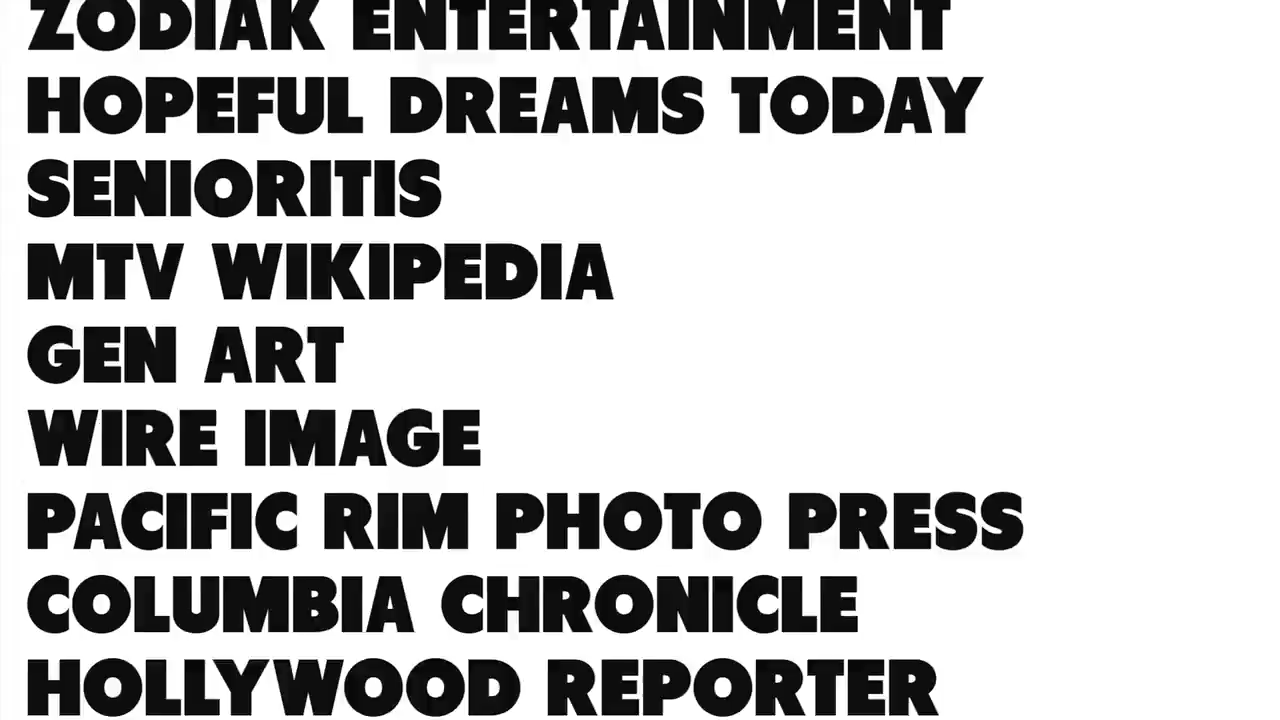 ZODIAK ENTERTAINMENT
HOPEFUL DREAMS TODAY
SENIORITIS
MTV WIKIPEDIA
GEN ART
WIRE IMAGE
PACIFIC RIM PHOTO PRESS
COLUMBIA CHRONICLE
HOLLYWOOD REPORTER